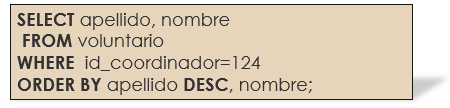 SELECT apellido, nombre
FROM voluntario
WHERE id_coordinador=124
ORDER BY apellido DESC, nombre;